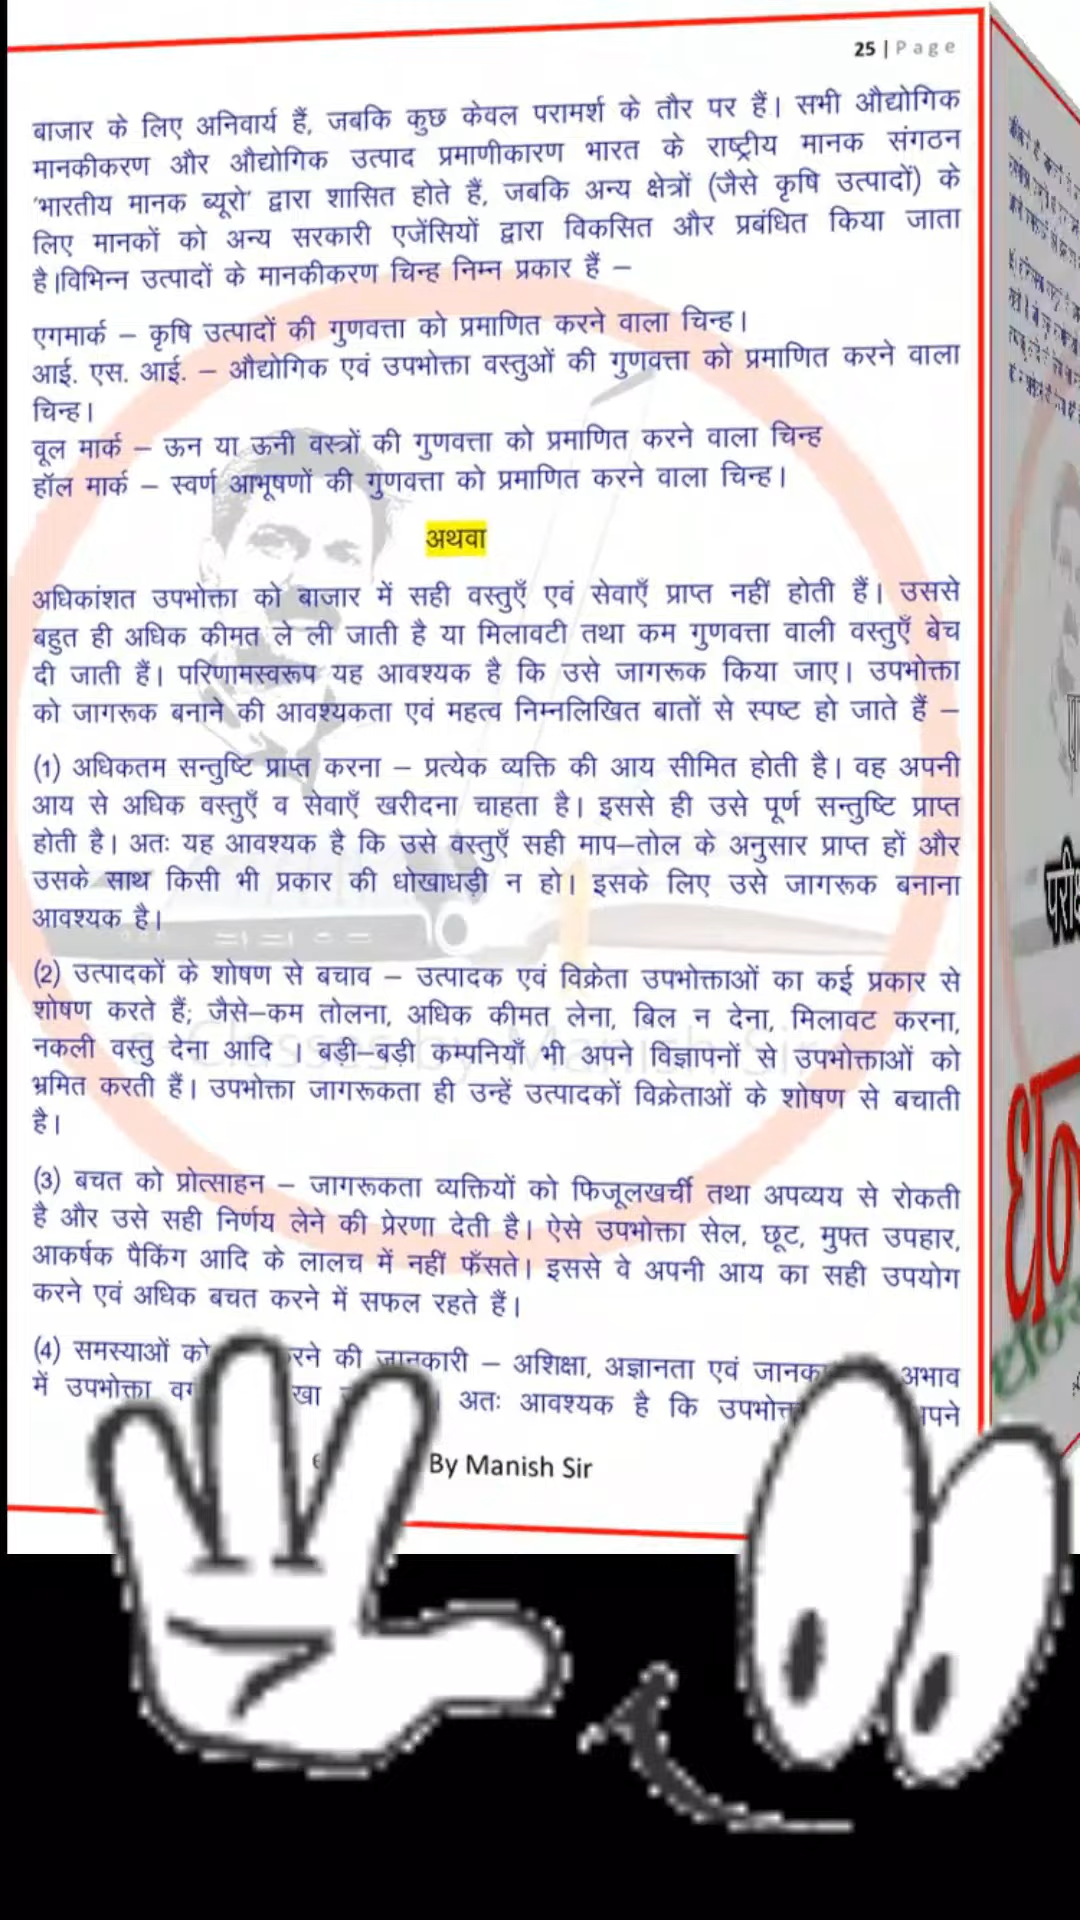 25 | Page
बाजार के लिए अनिवार्य हैं, जबकि कुछ केवल परामर्श के तौर पर हैं। सभी औद्योगिक
मानकीकरण और औद्योगिक उत्पाद प्रमाणीकारण भारत के राष्ट्रीय मानक संगठन
'भारतीय मानक ब्यूरो' द्वारा शासित होते हैं, जबकि अन्य क्षेत्रों (जैसे कृषि उत्पादों) के
लिए मानकों को अन्य सरकारी एजेंसियों द्वारा विकसित और प्रबंधित किया जाता
है।विभिन्न उत्पादों के मानकीकरण चिन्ह निम्न प्रकार हैं –
एगमार्क – कृषि उत्पादों की गुणवत्ता को प्रमाणित करने वाला चिन्ह।
आई. एस. आई. – औद्योगिक एवं उपभोक्ता वस्तुओं की गुणवत्ता को प्रमाणित करने वाला
चिन्ह।
वूल मार्क – ऊन या ऊनी वस्त्रों की गुणवत्ता को प्रमाणित करने वाला चिन्ह
हॉल मार्क – स्वर्ण आभूषणों की गुणवत्ता को प्रमाणित करने वाला चिन्ह।
अथवा
अधिकांशत उपभोक्ता को बाजार में सही वस्तुएँ एवं सेवाएँ प्राप्त नहीं होती हैं। उससे
बहुत ही अधिक कीमत ले ली जाती है या मिलावटी तथा कम गुणवत्ता वाली वस्तुएँ बेच
दी जाती हैं। परिणामस्वरूप यह आवश्यक है कि उसे जागरूक किया जाए। उपभोक्ता
को जागरूक बनाने की आवश्यकता एवं महत्व निम्नलिखित बातों से स्पष्ट हो जाते हैं –
(1) अधिकतम सन्तुष्टि प्राप्त करना – प्रत्येक व्यक्ति की आय सीमित होती है। वह अपनी
आय से अधिक वस्तुएँ व सेवाएँ खरीदना चाहता है। इससे ही उसे पूर्ण सन्तुष्टि प्राप्त
होती है। अतः यह आवश्यक है कि उसे वस्तुएँ सही माप–तोल के अनुसार प्राप्त हों और
उसके साथ किसी भी प्रकार की धोखाधड़ी न हो। इसके लिए उसे जागरूक बनाना
आवश्यक है।
(2) उत्पादकों के शोषण से बचाव – उत्पादक एवं विक्रेता उपभोक्ताओं का कई प्रकार से
शोषण करते हैं; जैसे–कम तोलना, अधिक कीमत लेना, बिल न देना, मिलावट करना,
नकली वस्तु देना आदि । बड़ी–बड़ी कम्पनियाँ भी अपने विज्ञापनों से उपभोक्ताओं को
भ्रमित करती हैं। उपभोक्ता जागरूकता ही उन्हें उत्पादकों विक्रेताओं के शोषण से बचाती
है।
(3) बचत को प्रोत्साहन – जागरूकता व्यक्तियों को फिजूलखर्ची तथा अपव्यय से रोकती
है और उसे सही निर्णय लेने की प्रेरणा देती है। ऐसे उपभोक्ता सेल, छूट, मुफ्त उपहार,
आकर्षक पैकिंग आदि के लालच में नहीं फँसते। इससे वे अपनी आय का सही उपयोग
करने एवं अधिक बचत करने में सफल रहते हैं।
(4) समस्याओं को की जानकारी – अशिक्षा, अज्ञानता एवं अभाव
में उपभोक्ता अतः आवश्यक है कि
By Manish Sir